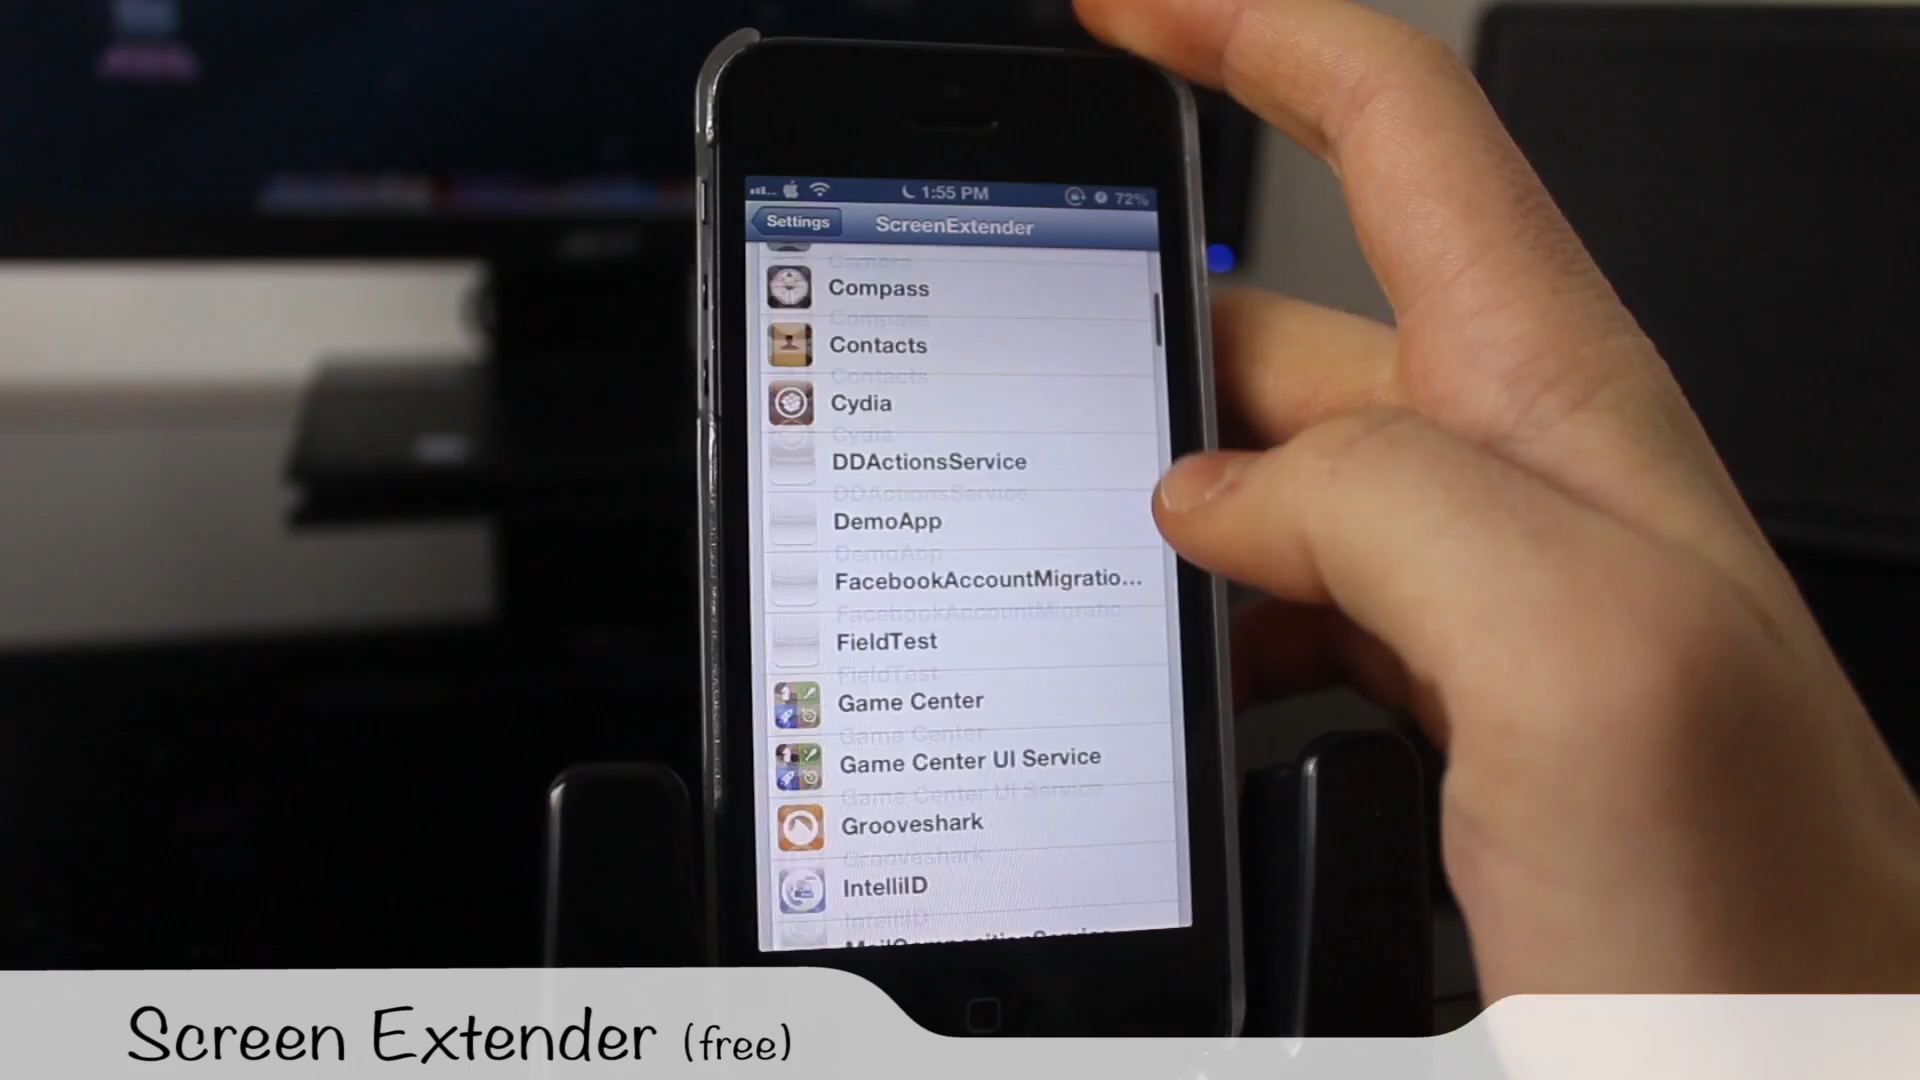 1:55 PM 72%
Settings ScreenExtender
Compass
Contacts
Cydia
DDActionsService
DemoApp
FacebookAccountMigratio...
FieldTest
Game Center
Game Center UI Service
Grooveshark
IntelliID
MailCompositionService
Screen Extender (free)